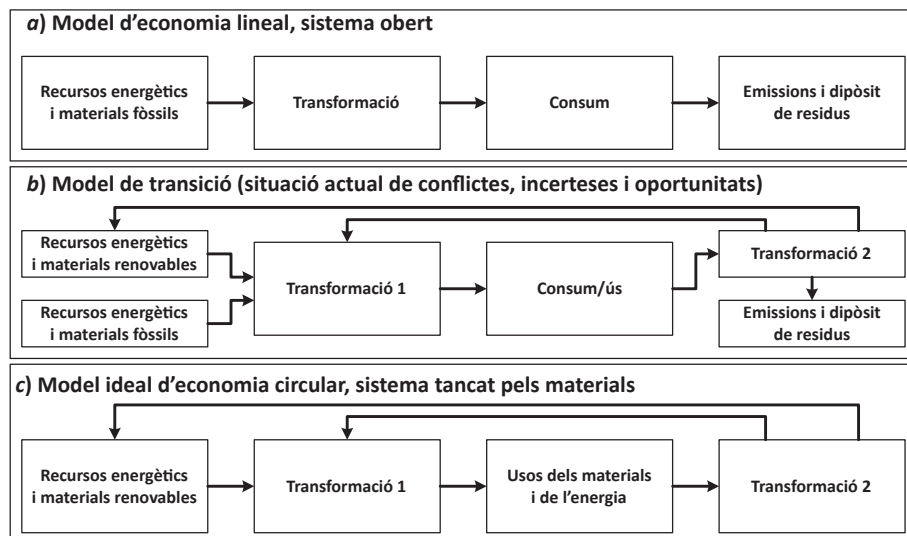 a) Model d'economia lineal, sistema obert
Recursos energètics
i materials fòssils
Transformació
Consum
Emissions i dipòsit
de residus
b) Model de transició (situació actual de conflictes, incerteses i oportunitats)
Recursos energètics
i materials renovables
Recursos energètics
i materials fòssils
Transformació 1
Consum/ús
Transformació 2
Emissions i dipòsit
de residus
c) Model ideal d'economia circular, sistema tancat pels materials
Recursos energètics
i materials renovables
Transformació 1
Usos dels materials
i de l'energia
Transformació 2